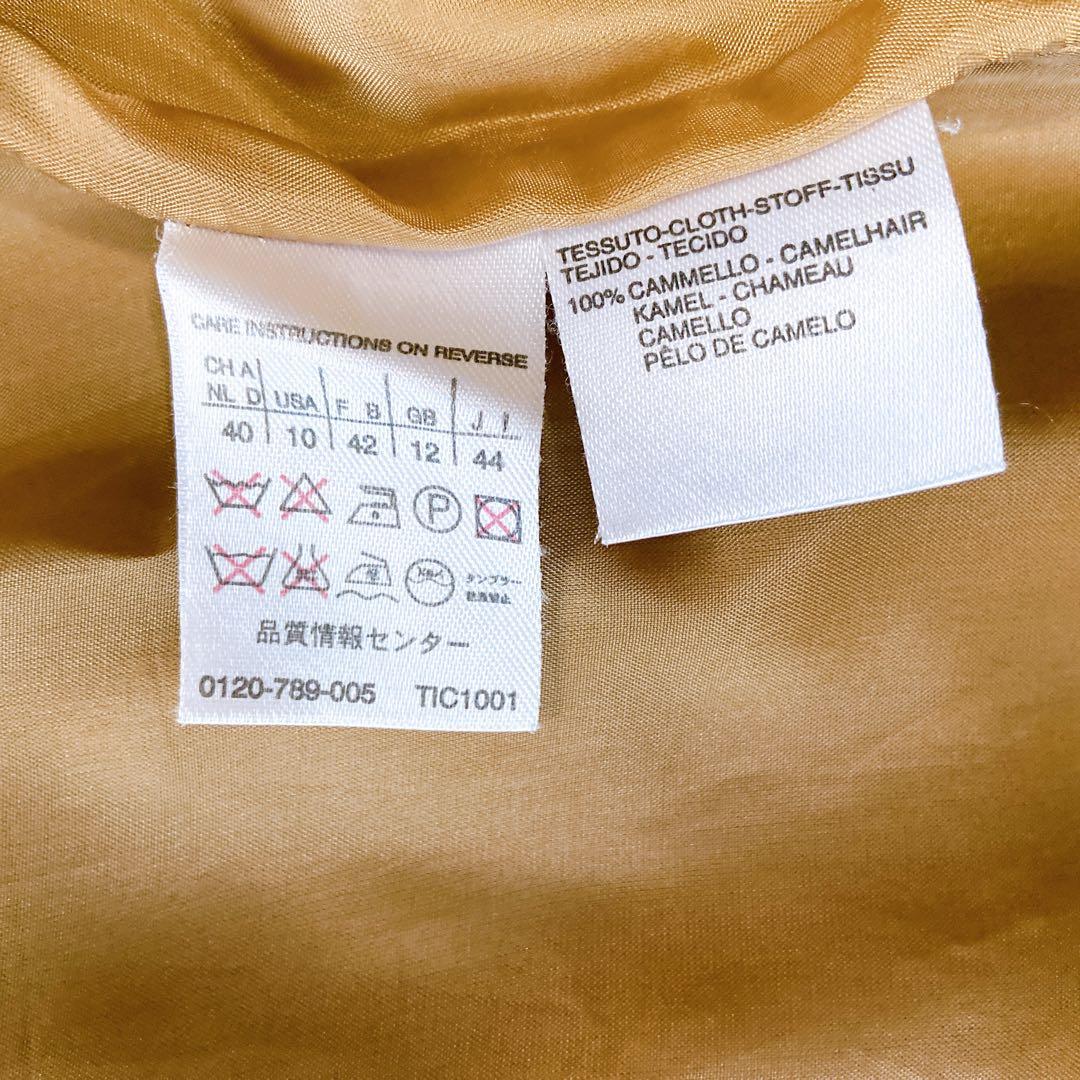 CARE INSTRUCTIONS ON REVERSE
CH A
NL D USA F B GB J I
40 10 42 12 44
P
タンブラー
乾燥禁止
品質情報センター
0120-789-005 TIC1001
TESSUTO-CLOTH-STOFF-TISSU
TEJIDO - TECIDO
100% CAMMELLO - CAMELHAIR
KAMEL - CHAMEAU
CAMELLO
PÊLO DE CAMELO